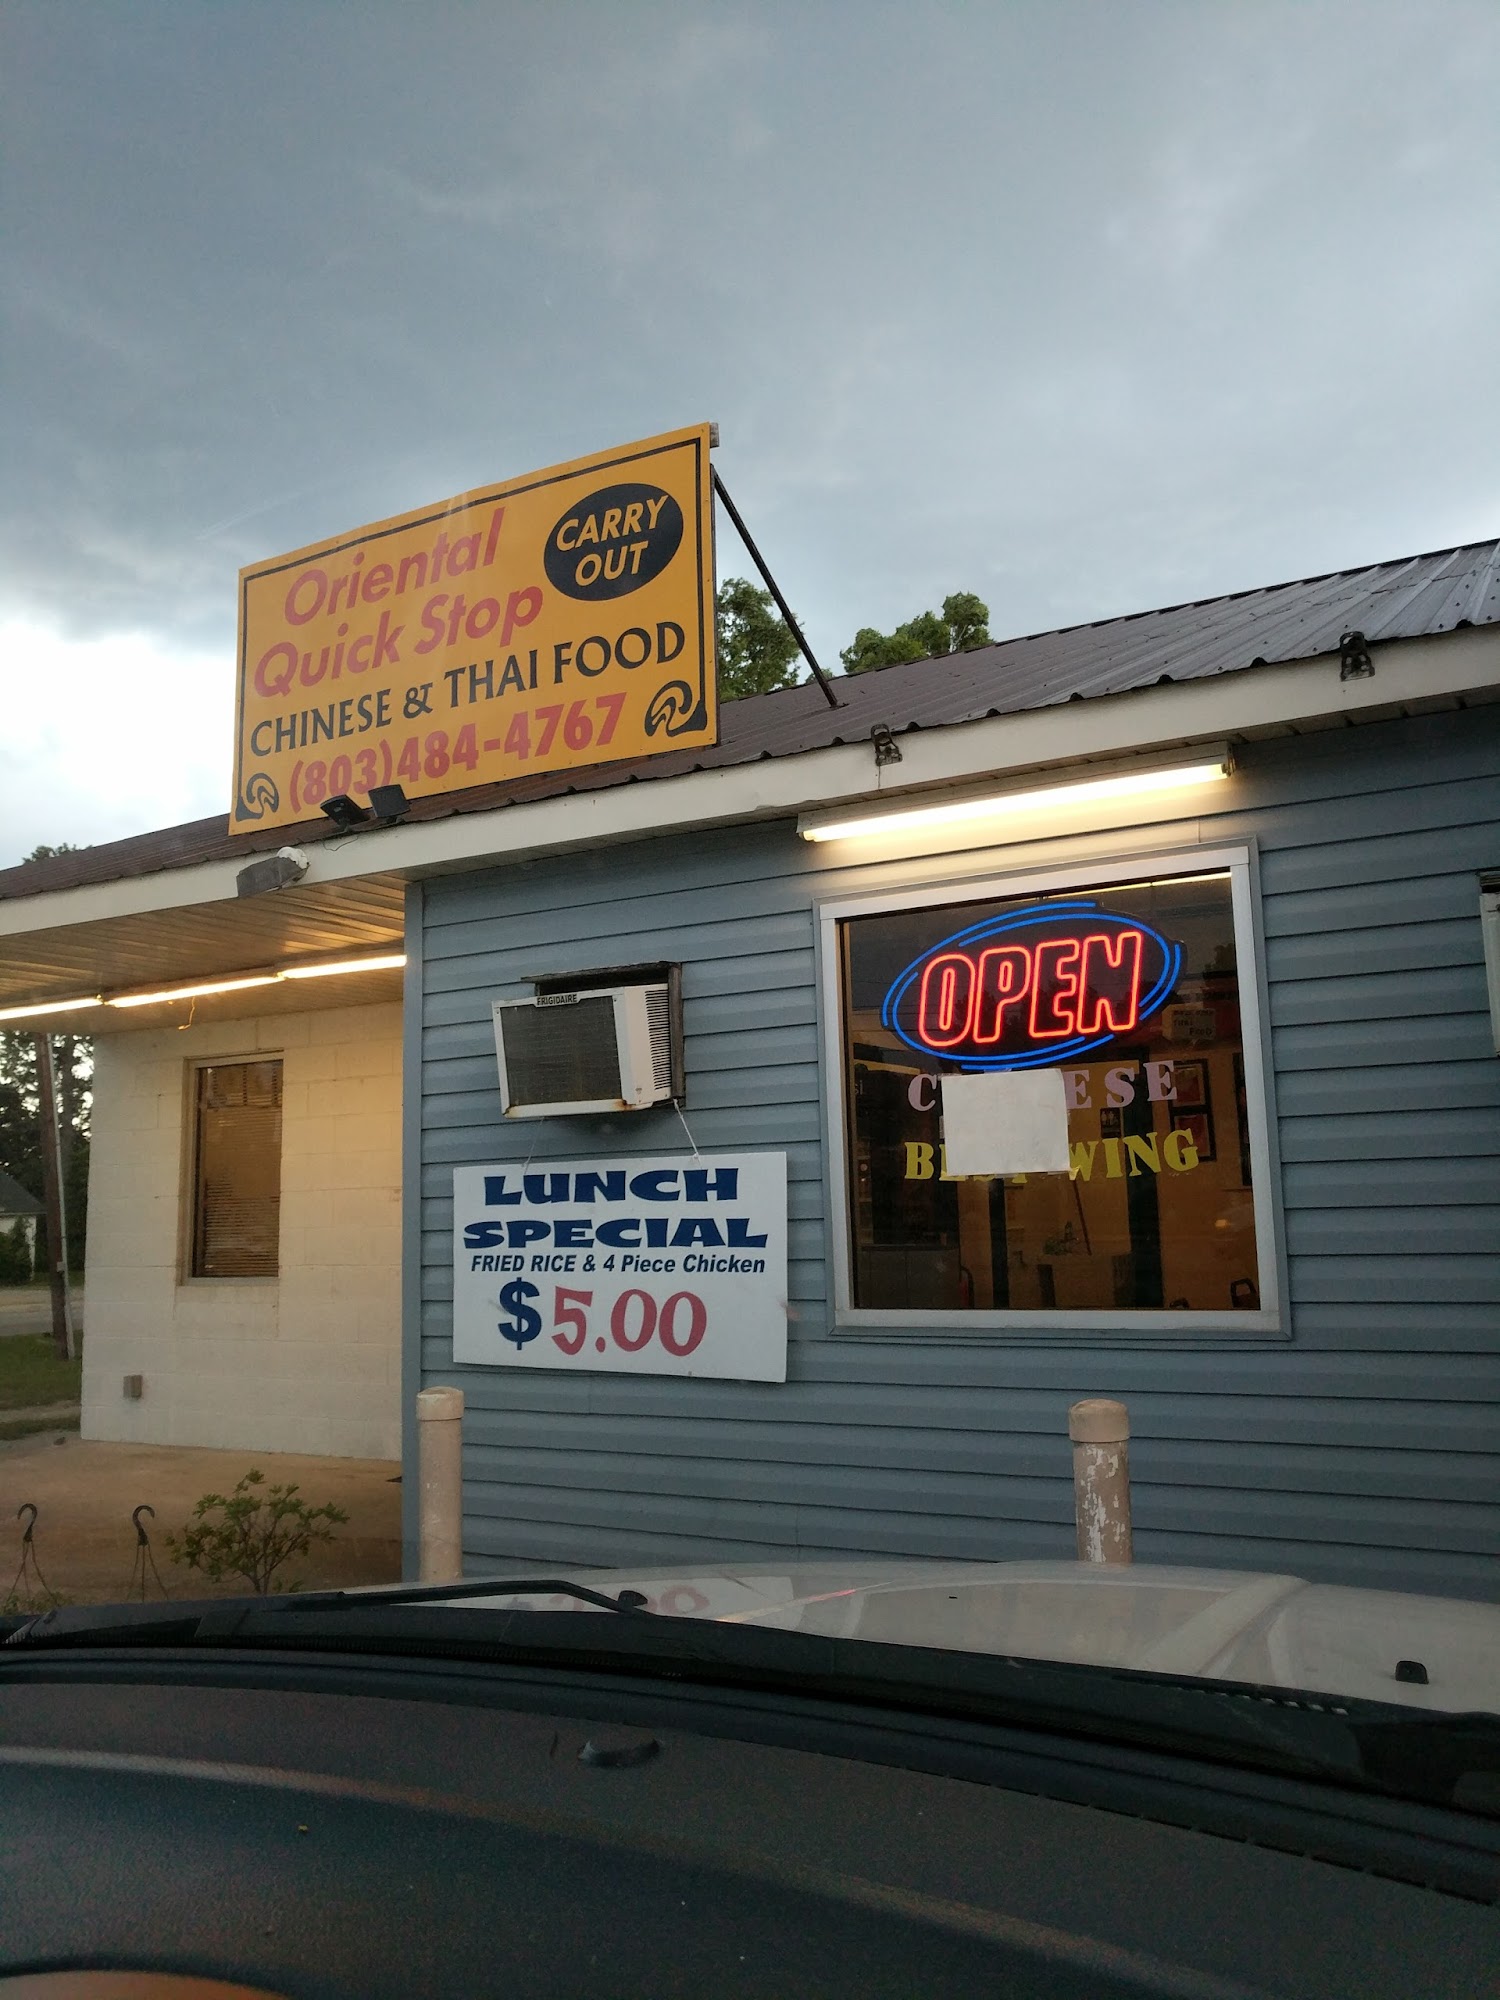 Oriental
Quick Stop
CARRY
OUT
CHINESE & THAI FOOD
(803)484-4767
FRIGIDAIRE
OPEN
WING
LUNCH
SPECIAL
FRIED RICE & 4 Piece Chicken
$5.00